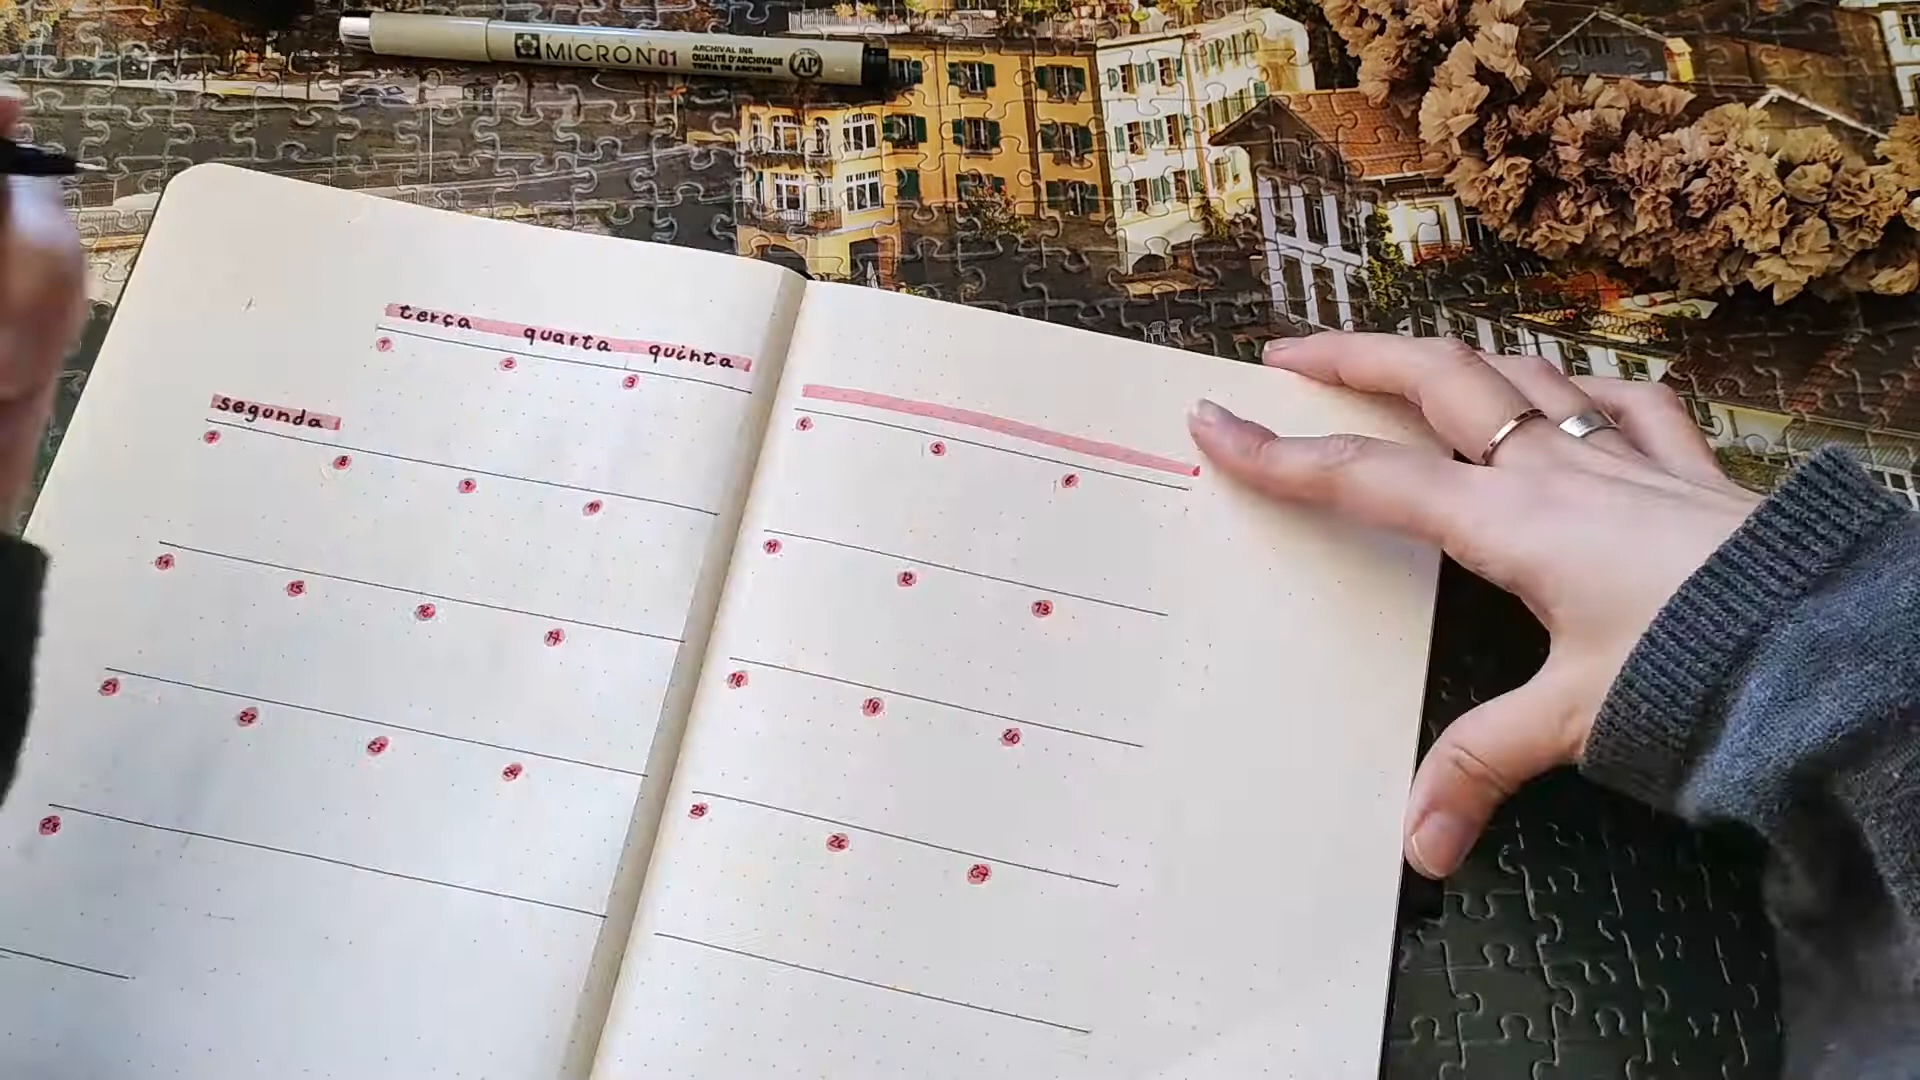 MICRON 01
ARCHIVAL INK
QUALITÉ D'ARCHIVAGE
TINTA DE ARCHIVO
AP
terça quarta quinta
1 2 3
segunda
7 8 9 10
14 15 16 17
21 22 23 24
28
4 5 6
11 12 13
18 19 20
25 26 27